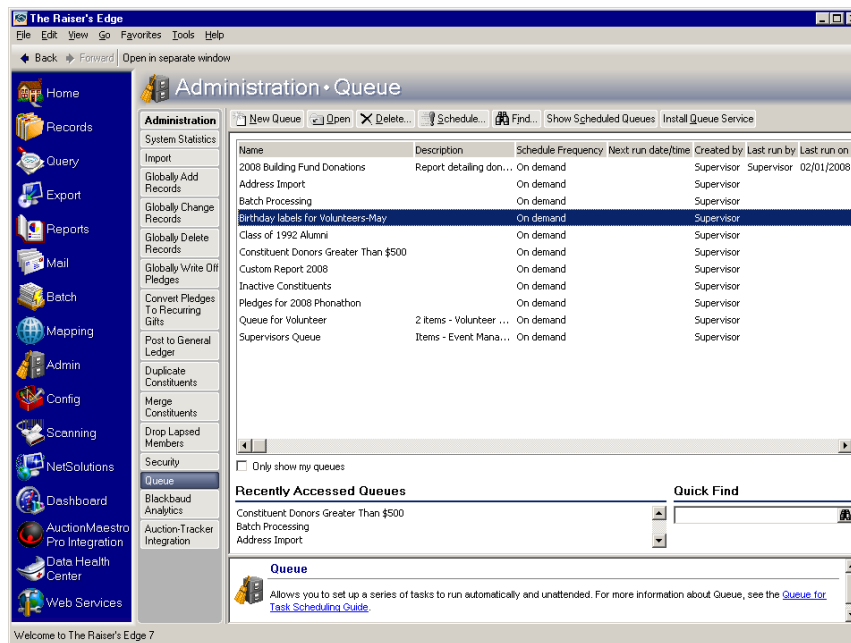 The Raiser's Edge
File Edit View Go Favorites Tools Help
Back Forward Open in separate window
Administration • Queue
Home
Records
Query
Export
Reports
Mail
Batch
Mapping
Admin
Config
Scanning
NetSolutions
Dashboard
AuctionMaestro
Pro Integration
Data Health
Center
Web Services
Administration
System Statistics
Import
Globally Add
Records
Globally Change
Records
Globally Delete
Records
Globally Write Off
Pledges
Convert Pledges
To Recurring
Gifts
Post to General
Ledger
Duplicate
Constituents
Merge
Constituents
Drop Lapsed
Members
Security
Queue
Blackbaud
Analytics
Auction-Tracker
Integration
New Queue Open Delete... Schedule... Find... Show Scheduled Queues Install Queue Service
Name Description Schedule Frequency Next run date/time Created by Last run by Last run on
2008 Building Fund Donations Report detailing don... On demand Supervisor Supervisor 02/01/2008
Address Import On demand Supervisor
Batch Processing On demand Supervisor
Birthday labels for Volunteers-May On demand Supervisor
Class of 1992 Alumni On demand Supervisor
Constituent Donors Greater Than $500 On demand Supervisor
Custom Report 2008 On demand Supervisor
Inactive Constituents On demand Supervisor
Pledges for 2008 Phonathon On demand Supervisor
Queue for Volunteer 2 items - Volunteer ... On demand Supervisor
Supervisors Queue Items - Event Mana... On demand Supervisor
Only show my queues
Recently Accessed Queues Quick Find
Constituent Donors Greater Than $500
Batch Processing
Address Import
Queue
Allows you to set up a series of tasks to run automatically and unattended. For more information about Queue, see the Queue for
Task Scheduling Guide.
Welcome to The Raiser's Edge 7